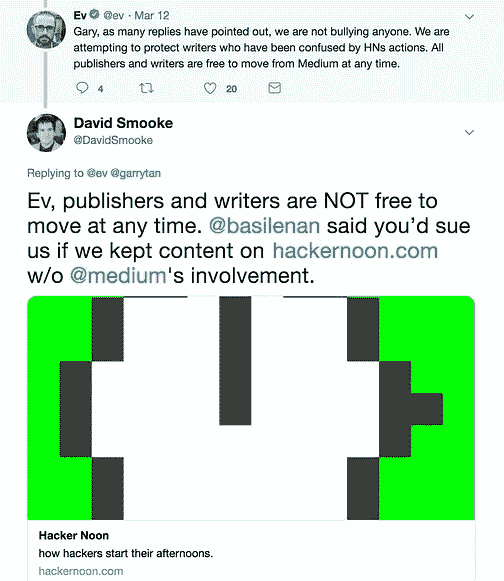 Ev @ev · Mar 12
Gary, as many replies have pointed out, we are not bullying anyone. We are
attempting to protect writers who have been confused by HNs actions. All
publishers and writers are free to move from Medium at any time.
4 20
David Smooke
@DavidSmooke
Replying to @ev @garrytan
Ev, publishers and writers are NOT free to
move at any time. @basilenan said you'd sue
us if we kept content on hackernoon.com
w/o @medium's involvement.
Hacker Noon
how hackers start their afternoons.
hackernoon.com